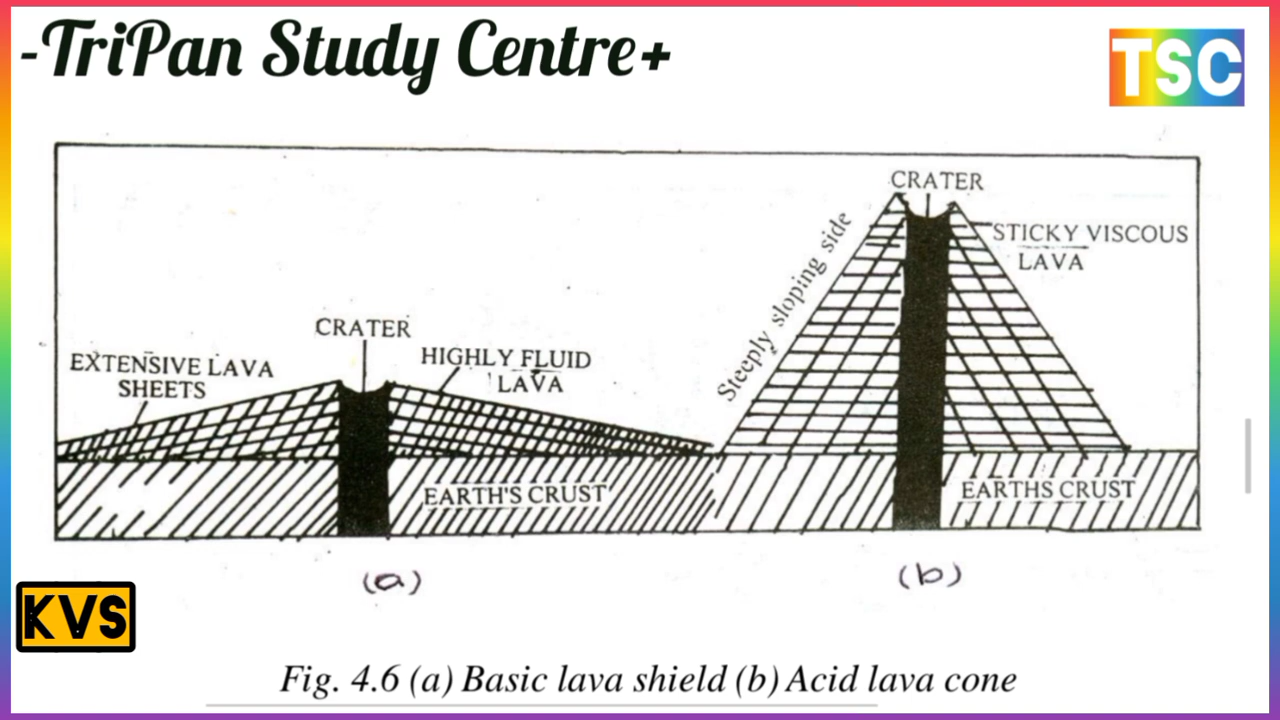 -TriPan Study Centre+
TSC
CRATER
STICKY VISCOUS
LAVA
Steeply sloping side
CRATER
EXTENSIVE LAVA
SHEETS
HIGHLY FLUID
LAVA
EARTH'S CRUST
EARTHS CRUST
(a)
(b)
KVS
Fig. 4.6 (a) Basic lava shield (b) Acid lava cone